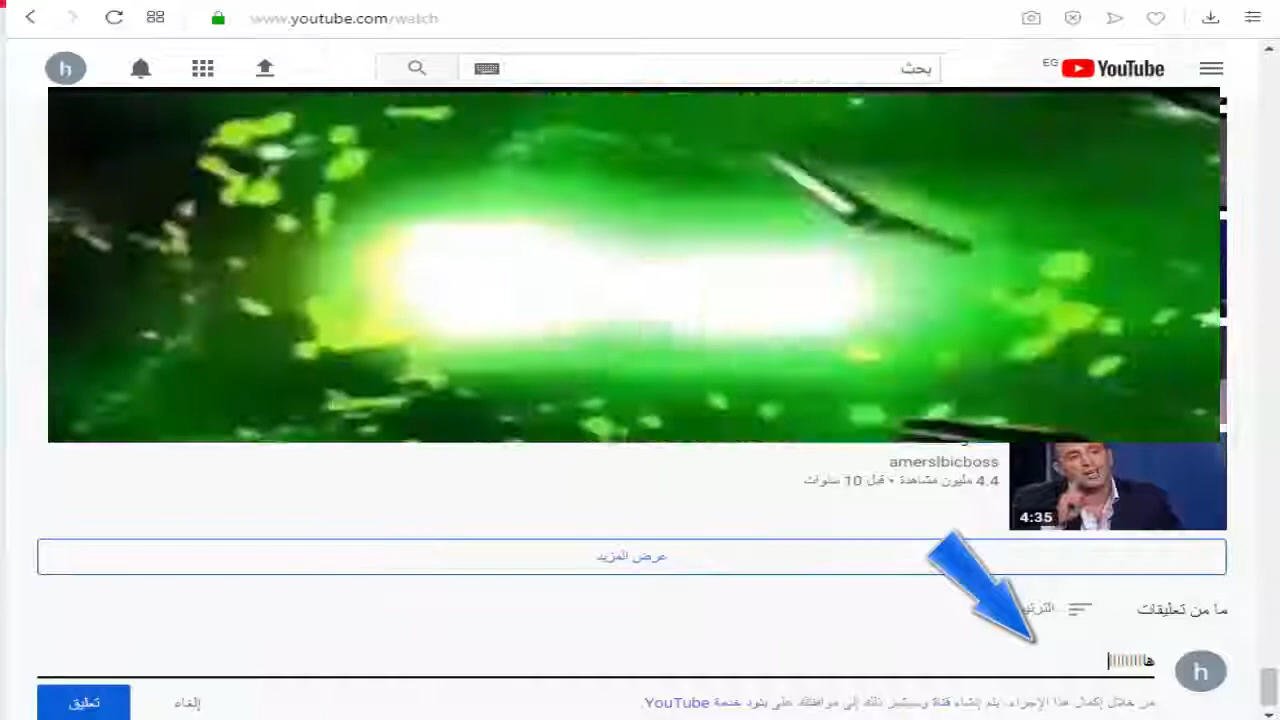 www.youtube.com/watch
h
بحث
YouTube EG
amerslbicboss
4.4 مليون مشاهدة • قبل 10 سنوات
4:35
عرض المزيد
ما من تعليقات
h
من خلال إكمال هذا الإجراء، يتم إنشاء قناة وسيشير ذلك إلى موافقتك على بنود خدمة YouTube.
إلغاء
تعليق